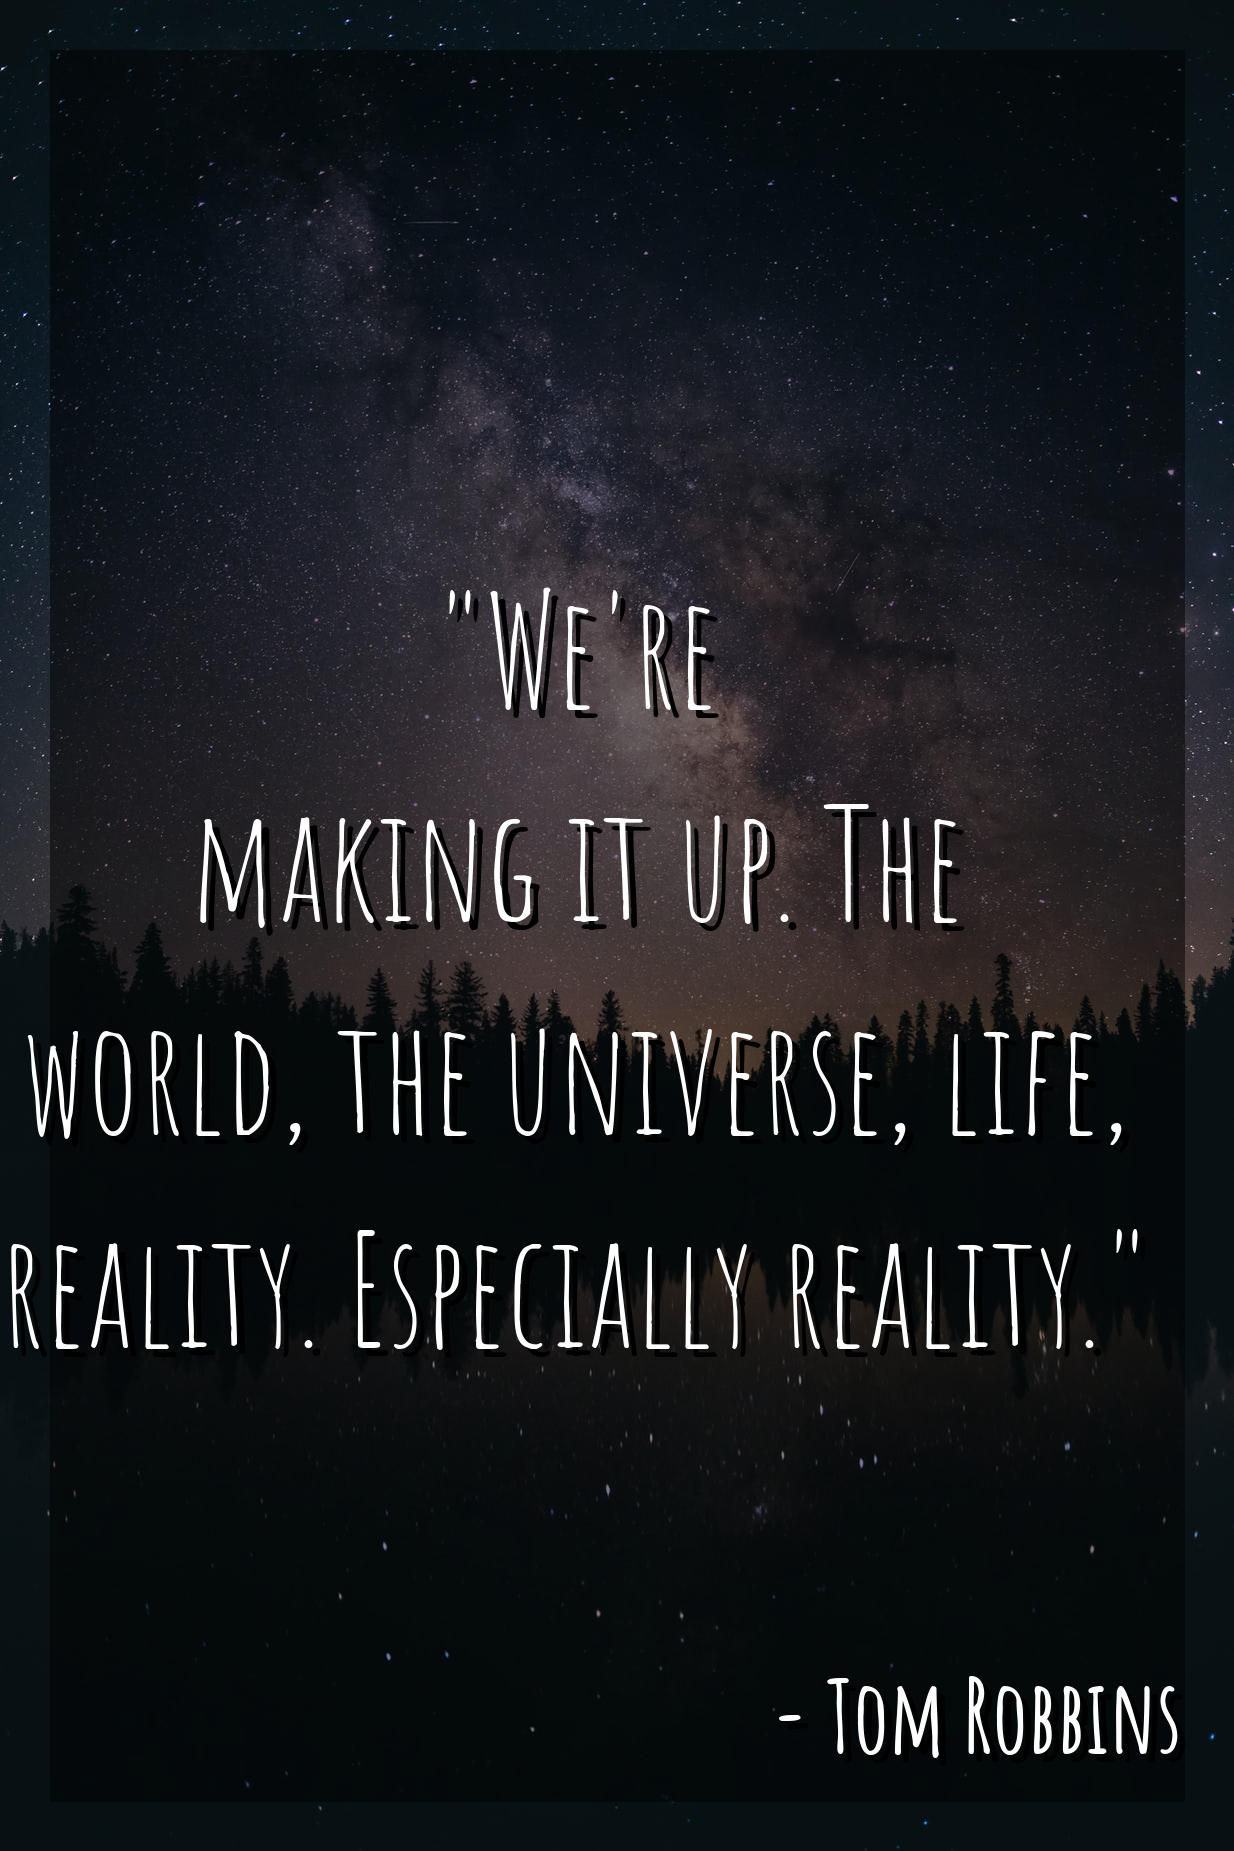 "We're
making it up. The
world, the universe, life,
reality. Especially reality."
- Tom Robbins